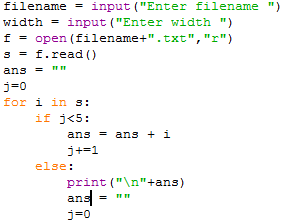 filename = input("Enter filename ")
width = input("Enter width ")
f = open(filename+".txt","r")
s = f.read()
ans = ""
j=0
for i in s:
    if j<5:
        ans = ans + i
        j+=1
    else:
        print("\n"+ans)
        ans = ""
        j=0